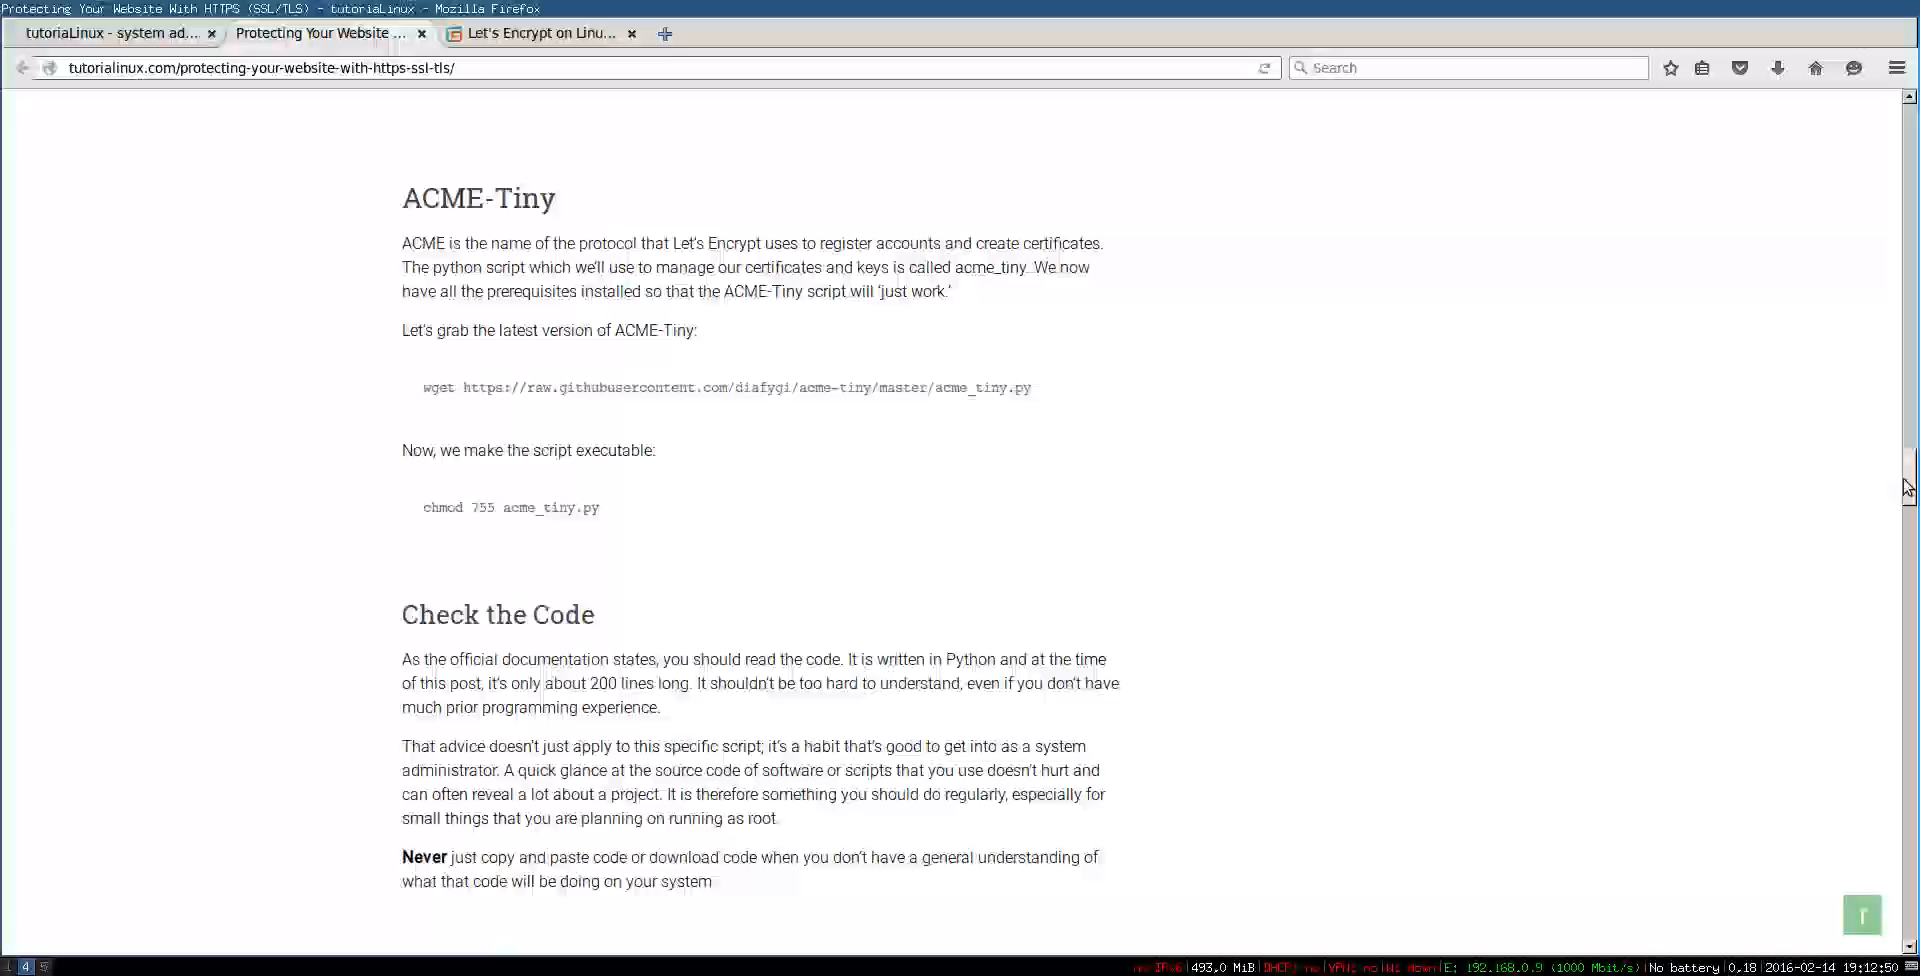 Protecting Your Website With HTTPS (SSL/TLS) - tutoriaLinux - Mozilla Firefox
tutoriaLinux - system ad... Protecting Your Website ... Let's Encrypt on Linu...
tutorialinux.com/protecting-your-website-with-https-ssl-tls/ Search
ACME-Tiny
ACME is the name of the protocol that Let's Encrypt uses to register accounts and create certificates.
The python script which we'll use to manage our certificates and keys is called acme_tiny. We now
have all the prerequisites installed so that the ACME-Tiny script will 'just work.'
Let's grab the latest version of ACME-Tiny:
wget https://raw.githubusercontent.com/diafygi/acme-tiny/master/acme_tiny.py
Now, we make the script executable:
chmod 755 acme_tiny.py
Check the Code
As the official documentation states, you should read the code. It is written in Python and at the time
of this post, it's only about 200 lines long. It shouldn't be too hard to understand, even if you don't have
much prior programming experience.
That advice doesn't just apply to this specific script; it's a habit that's good to get into as a system
administrator. A quick glance at the source code of software or scripts that you use doesn't hurt and
can often reveal a lot about a project. It is therefore something you should do regularly, especially for
small things that you are planning on running as root.
Never just copy and paste code or download code when you don't have a general understanding of
what that code will be doing on your system
1 4 5 no IPv6|493,0 MiB|DHCP: no|VPN: no|W: down|E: 192.168.0.9 (1000 Mbit/s)|No battery|0,18|2016-02-14 19:12:50